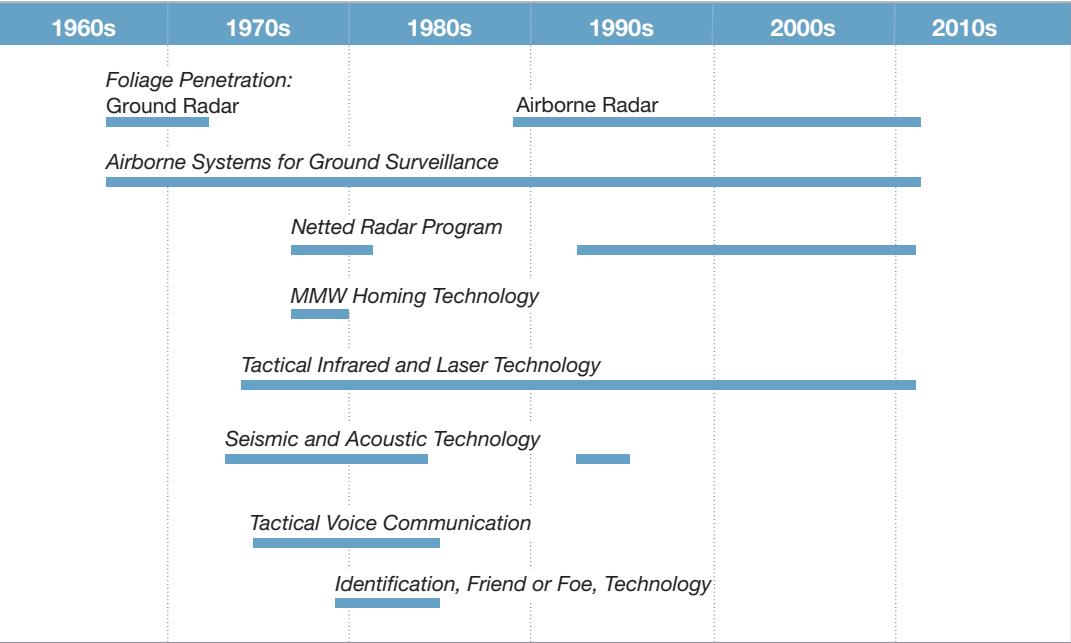 1960s 1970s 1980s 1990s 2000s 2010s
Foliage Penetration:
Ground Radar
Airborne Radar
Airborne Systems for Ground Surveillance
Netted Radar Program
MMW Homing Technology
Tactical Infrared and Laser Technology
Seismic and Acoustic Technology
Tactical Voice Communication
Identification, Friend or Foe, Technology